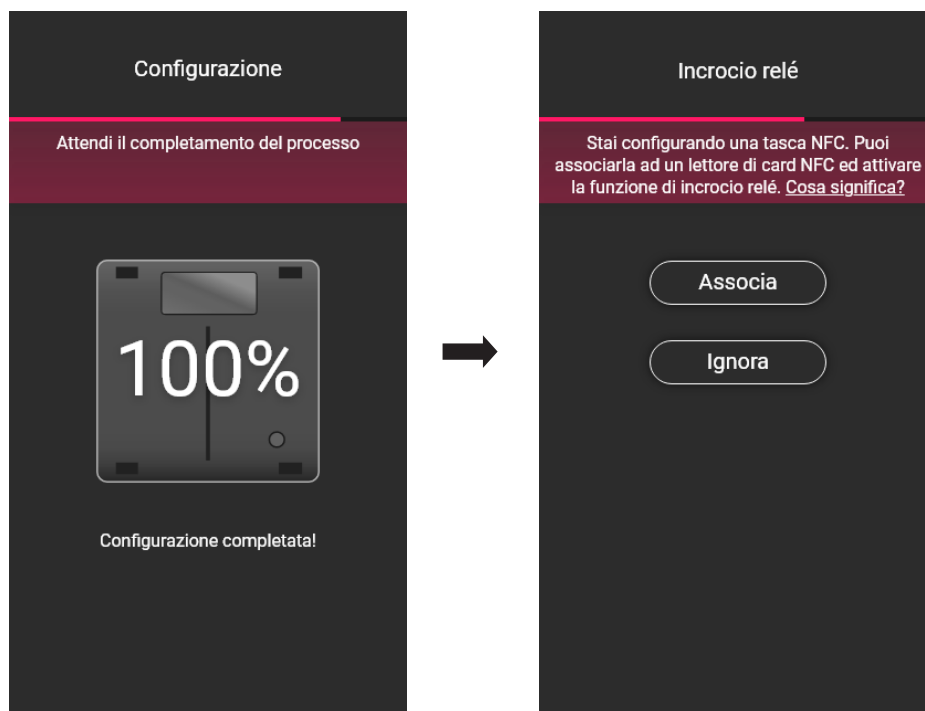 Configurazione
Attendi il completamento del processo
100%
Configurazione completata!
Incrocio relé
Stai configurando una tasca NFC. Puoi
associarla ad un lettore di card NFC ed attivare
la funzione di incrocio relé. Cosa significa?
Associa
Ignora